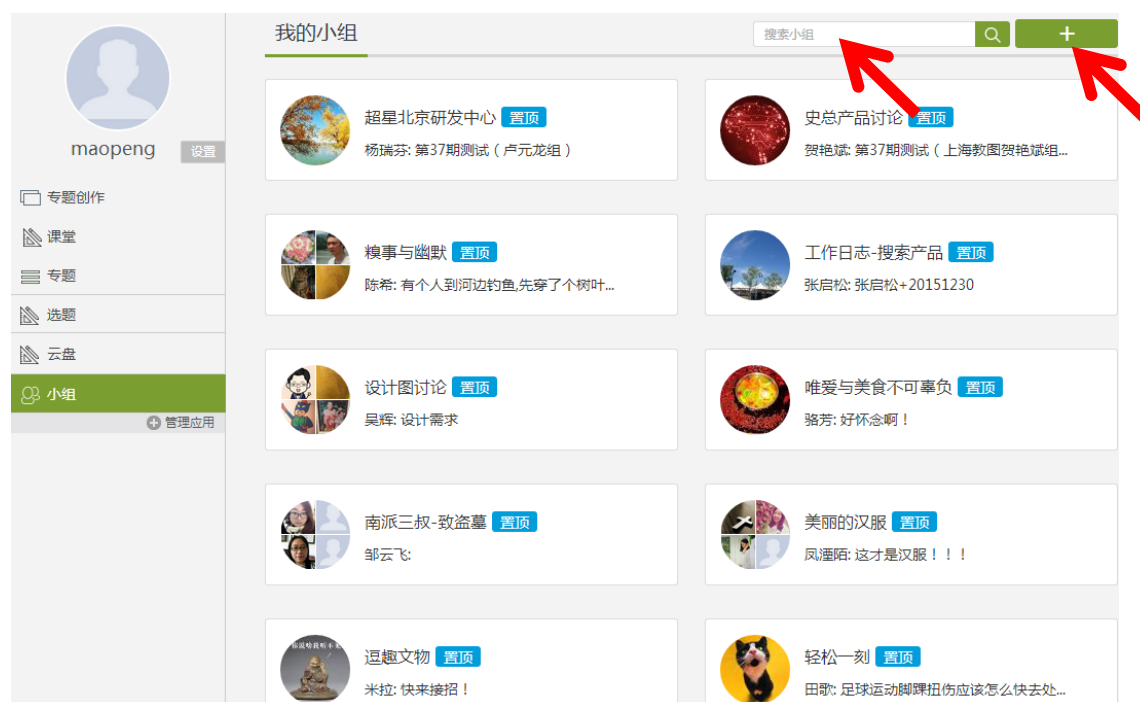 我的小组
搜索小组
+
maopeng
设置
专题创作
课堂
专题
选题
云盘
小组
管理应用
超星北京研发中心 置顶
杨瑞芬: 第37期测试（卢元龙组）
史总产品讨论 置顶
贺艳斌: 第37期测试（上海教图贺艳斌组...
糗事与幽默 置顶
陈希: 有个人到河边钓鱼,先穿了个树叶...
工作日志-搜索产品 置顶
张启松: 张启松+20151230
设计图讨论 置顶
吴辉: 设计需求
唯爱与美食不可辜负 置顶
骆芳: 好怀念啊！
南派三叔-致盗墓 置顶
邹云飞:
美丽的汉服 置顶
凤湮陌: 这才是汉服！！！
逗趣文物 置顶
米拉: 快来接招！
轻松一刻 置顶
田歌: 足球运动脚踝扭伤应该怎么快去处...